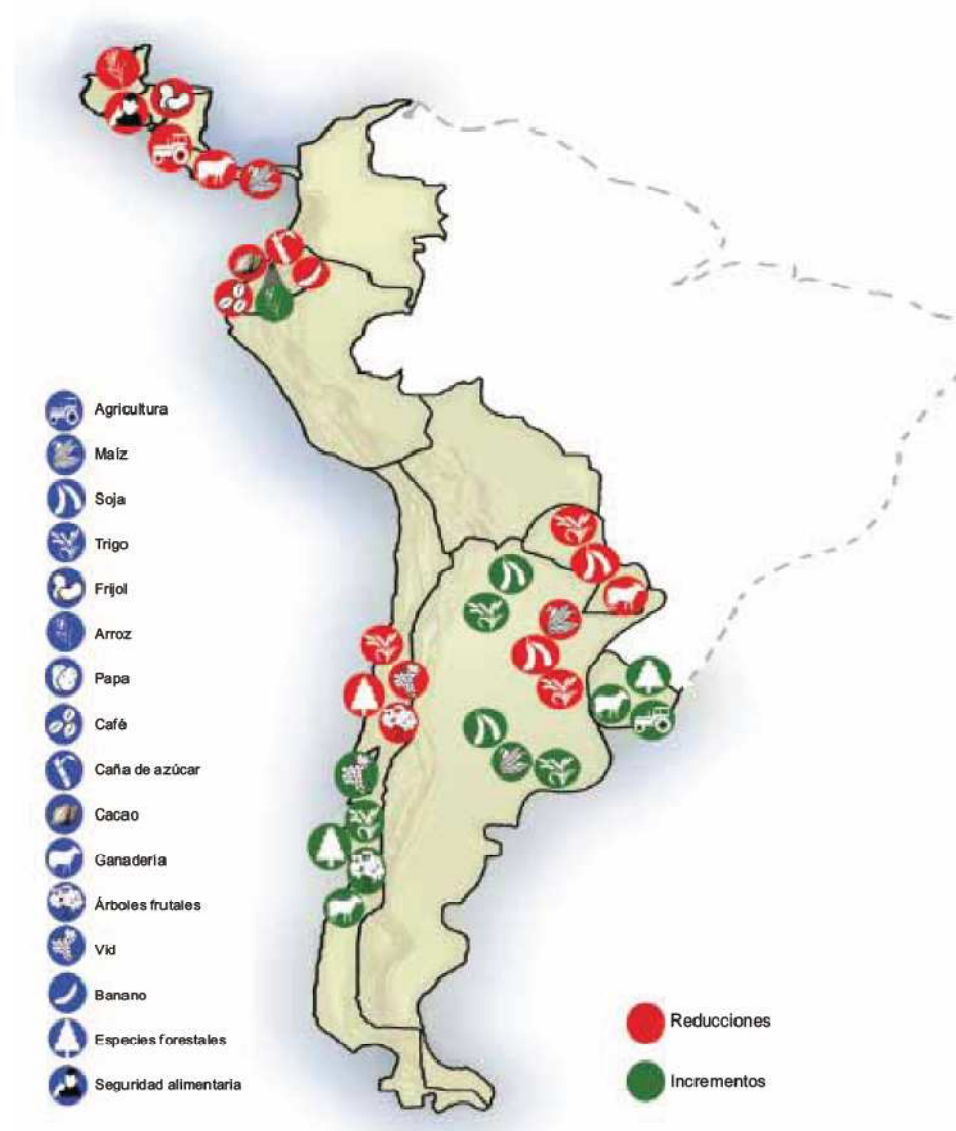 Agricultura
Maíz
Soja
Trigo
Frijol
Arroz
Papa
Café
Caña de azúcar
Cacao
Ganadería
Árboles frutales
Vid
Banano
Especies forestales
Seguridad alimentaria
Reducciones
Incrementos